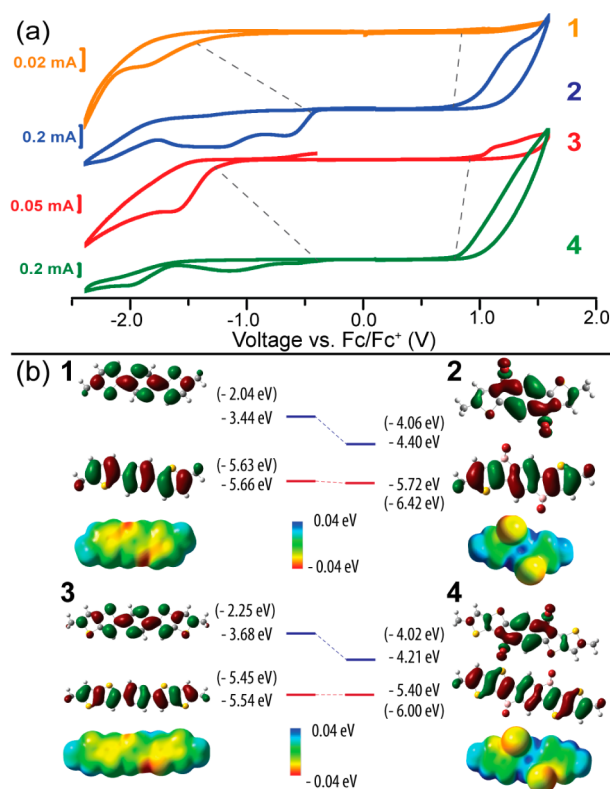 (a)
1
0.02 mA
2
0.2 mA
3
0.05 mA
4
0.2 mA
-2.0 -1.0 0.0 1.0 2.0
Voltage vs. Fc/Fc⁺ (V)
(b) 1
2
(- 2.04 eV)
- 3.44 eV
(- 4.06 eV)
- 4.40 eV
(- 5.63 eV)
- 5.66 eV
- 5.72 eV
(- 6.42 eV)
0.04 eV
- 0.04 eV
3
4
(- 2.25 eV)
- 3.68 eV
(- 4.02 eV)
- 4.21 eV
(- 5.45 eV)
- 5.54 eV
- 5.40 eV
(- 6.00 eV)
0.04 eV
- 0.04 eV